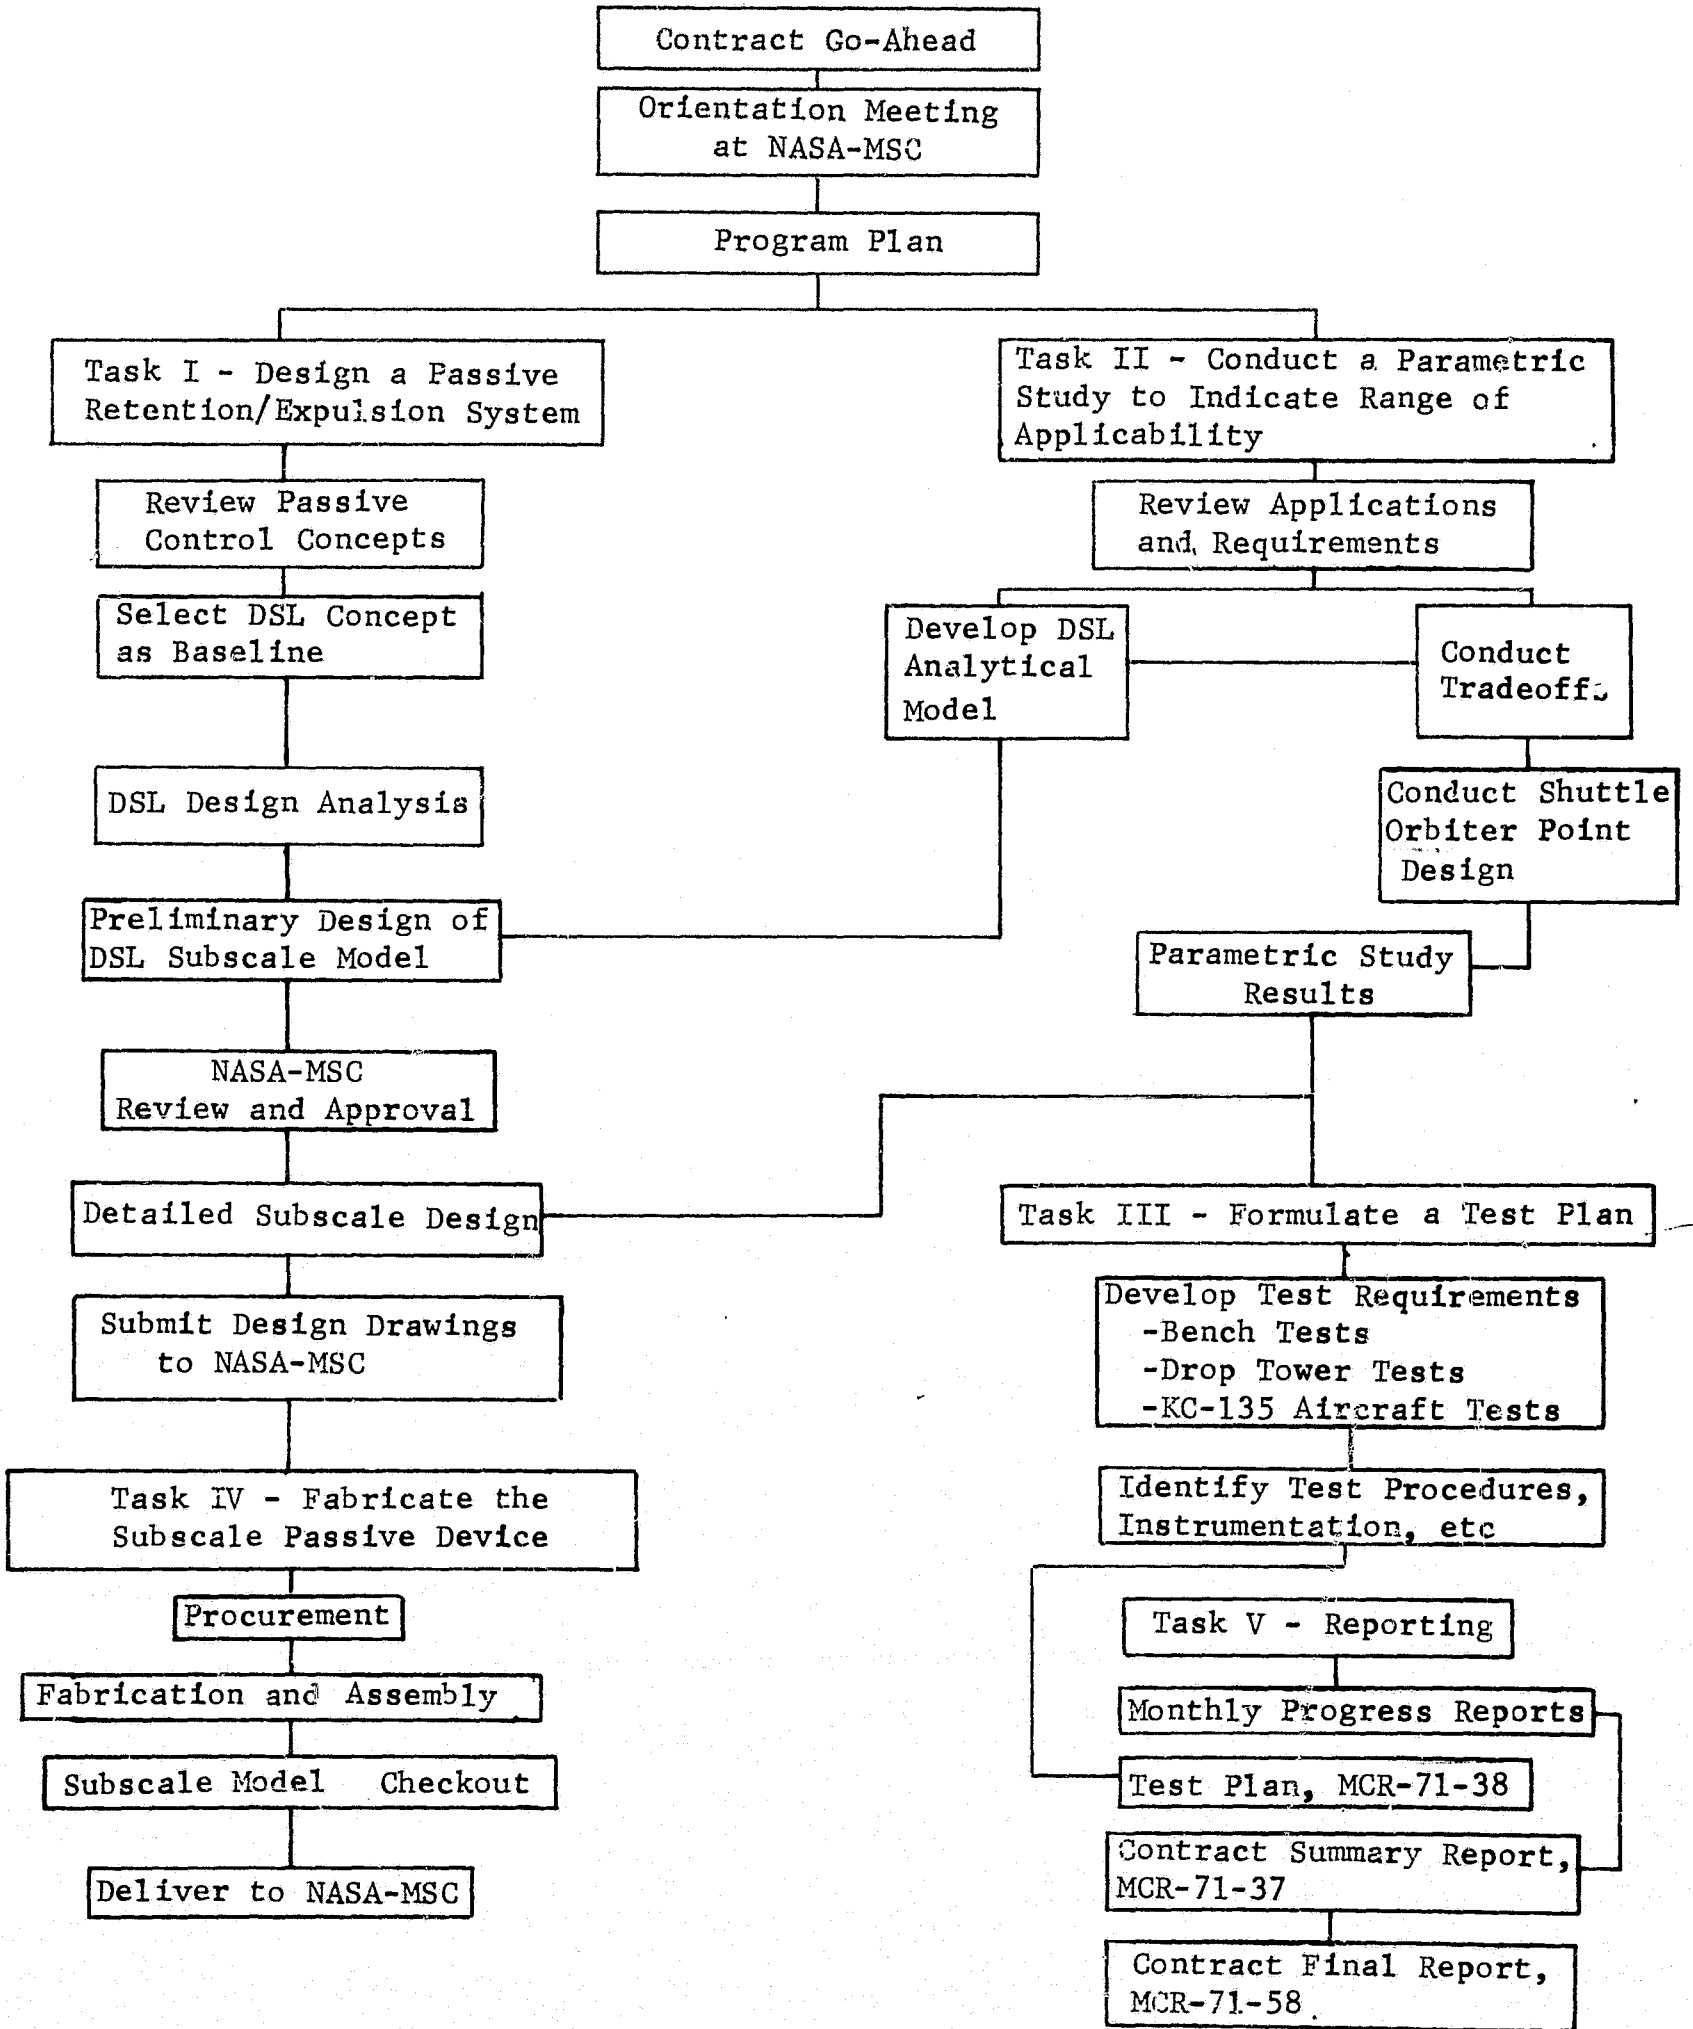 Contract Go-Ahead
Orientation Meeting
at NASA-MSC
Program Plan
Task I - Design a Passive
Retention/Expulsion System
Review Passive
Control Concepts
Select DSL Concept
as Baseline
DSL Design Analysis
Preliminary Design of
DSL Subscale Model
NASA-MSC
Review and Approval
Detailed Subscale Design
Submit Design Drawings
to NASA-MSC
Task IV - Fabricate the
Subscale Passive Device
Procurement
Fabrication and Assembly
Subscale Model Checkout
Deliver to NASA-MSC
Task II - Conduct a Parametric
Study to Indicate Range of
Applicability
Review Applications
and Requirements
Develop DSL
Analytical
Model
Conduct
Tradeoffs
Conduct Shuttle
Orbiter Point
Design
Parametric Study
Results
Task III - Formulate a Test Plan
Develop Test Requirements
-Bench Tests
-Drop Tower Tests
-KC-135 Aircraft Tests
Identify Test Procedures,
Instrumentation, etc
Task V - Reporting
Monthly Progress Reports
Test Plan, MCR-71-38
Contract Summary Report,
MCR-71-37
Contract Final Report,
MCR-71-58